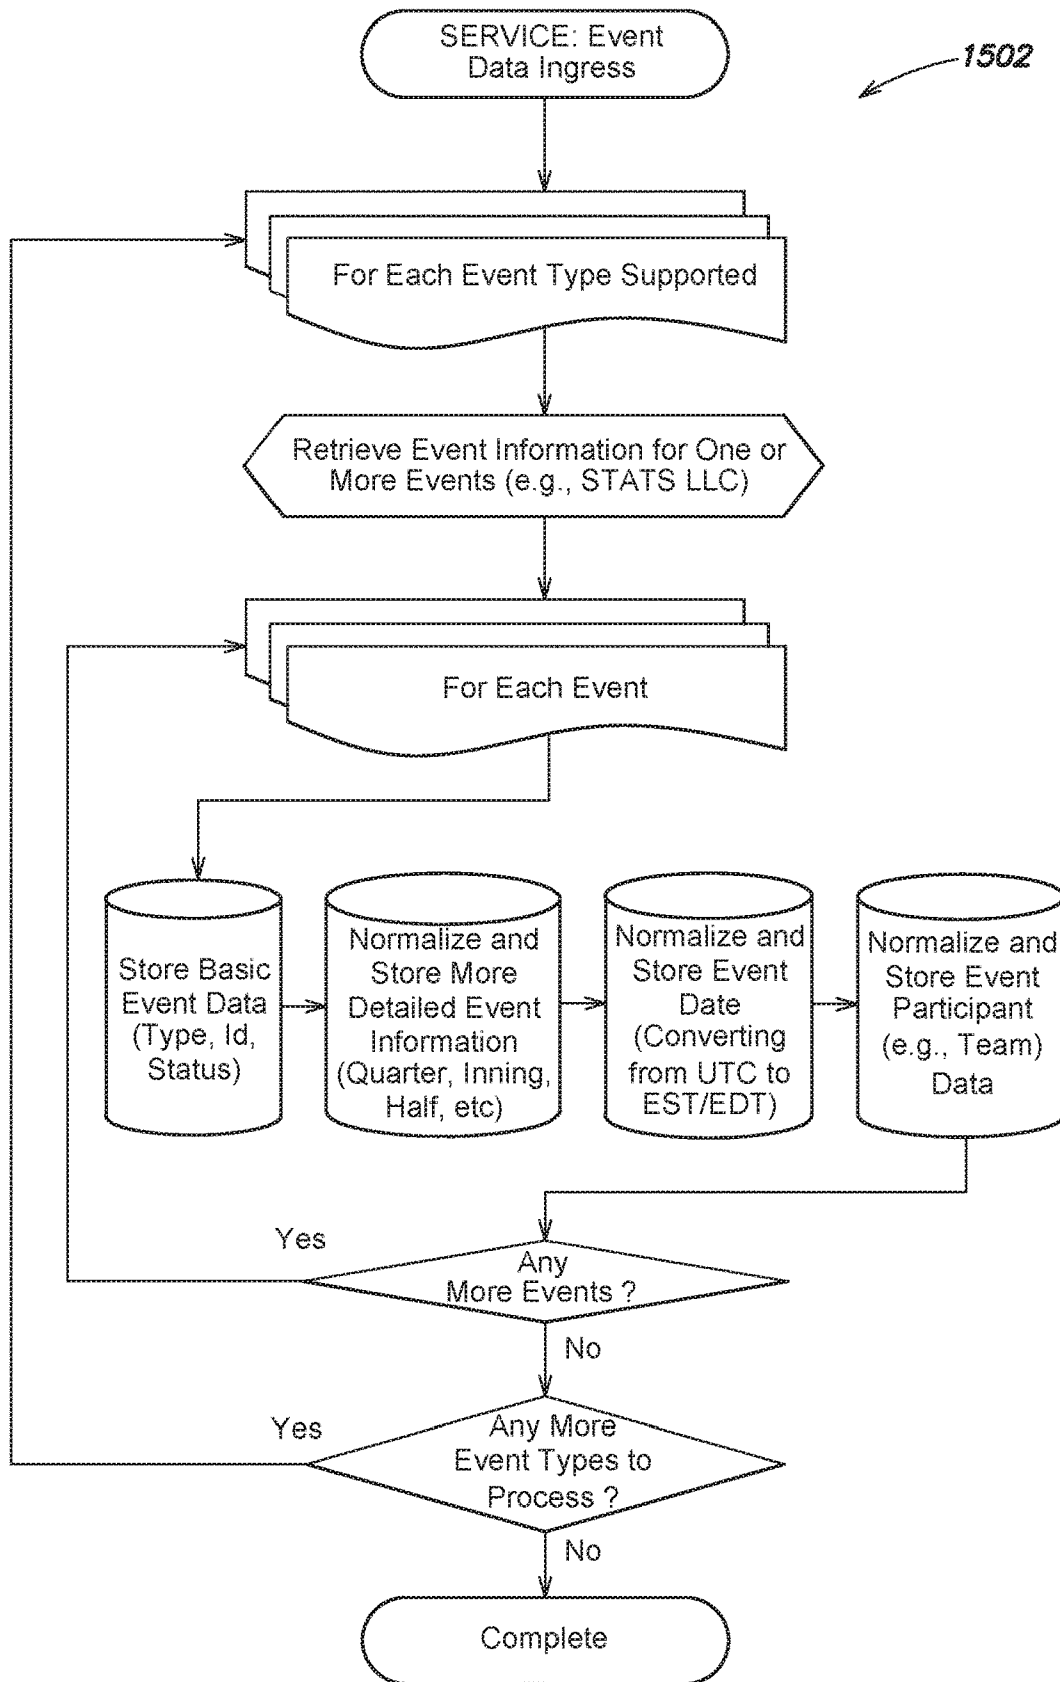 SERVICE: Event
Data Ingress
1502
For Each Event Type Supported
Retrieve Event Information for One or
More Events (e.g., STATS LLC)
For Each Event
Store Basic
Event Data
(Type, Id,
Status)
Normalize and
Store More
Detailed Event
Information
(Quarter, Inning,
Half, etc)
Normalize and
Store Event
Date
(Converting
from UTC to
EST/EDT)
Normalize and
Store Event
Participant
(e.g., Team)
Data
Yes
Any
More Events ?
No
Yes
Any More
Event Types to
Process ?
No
Complete